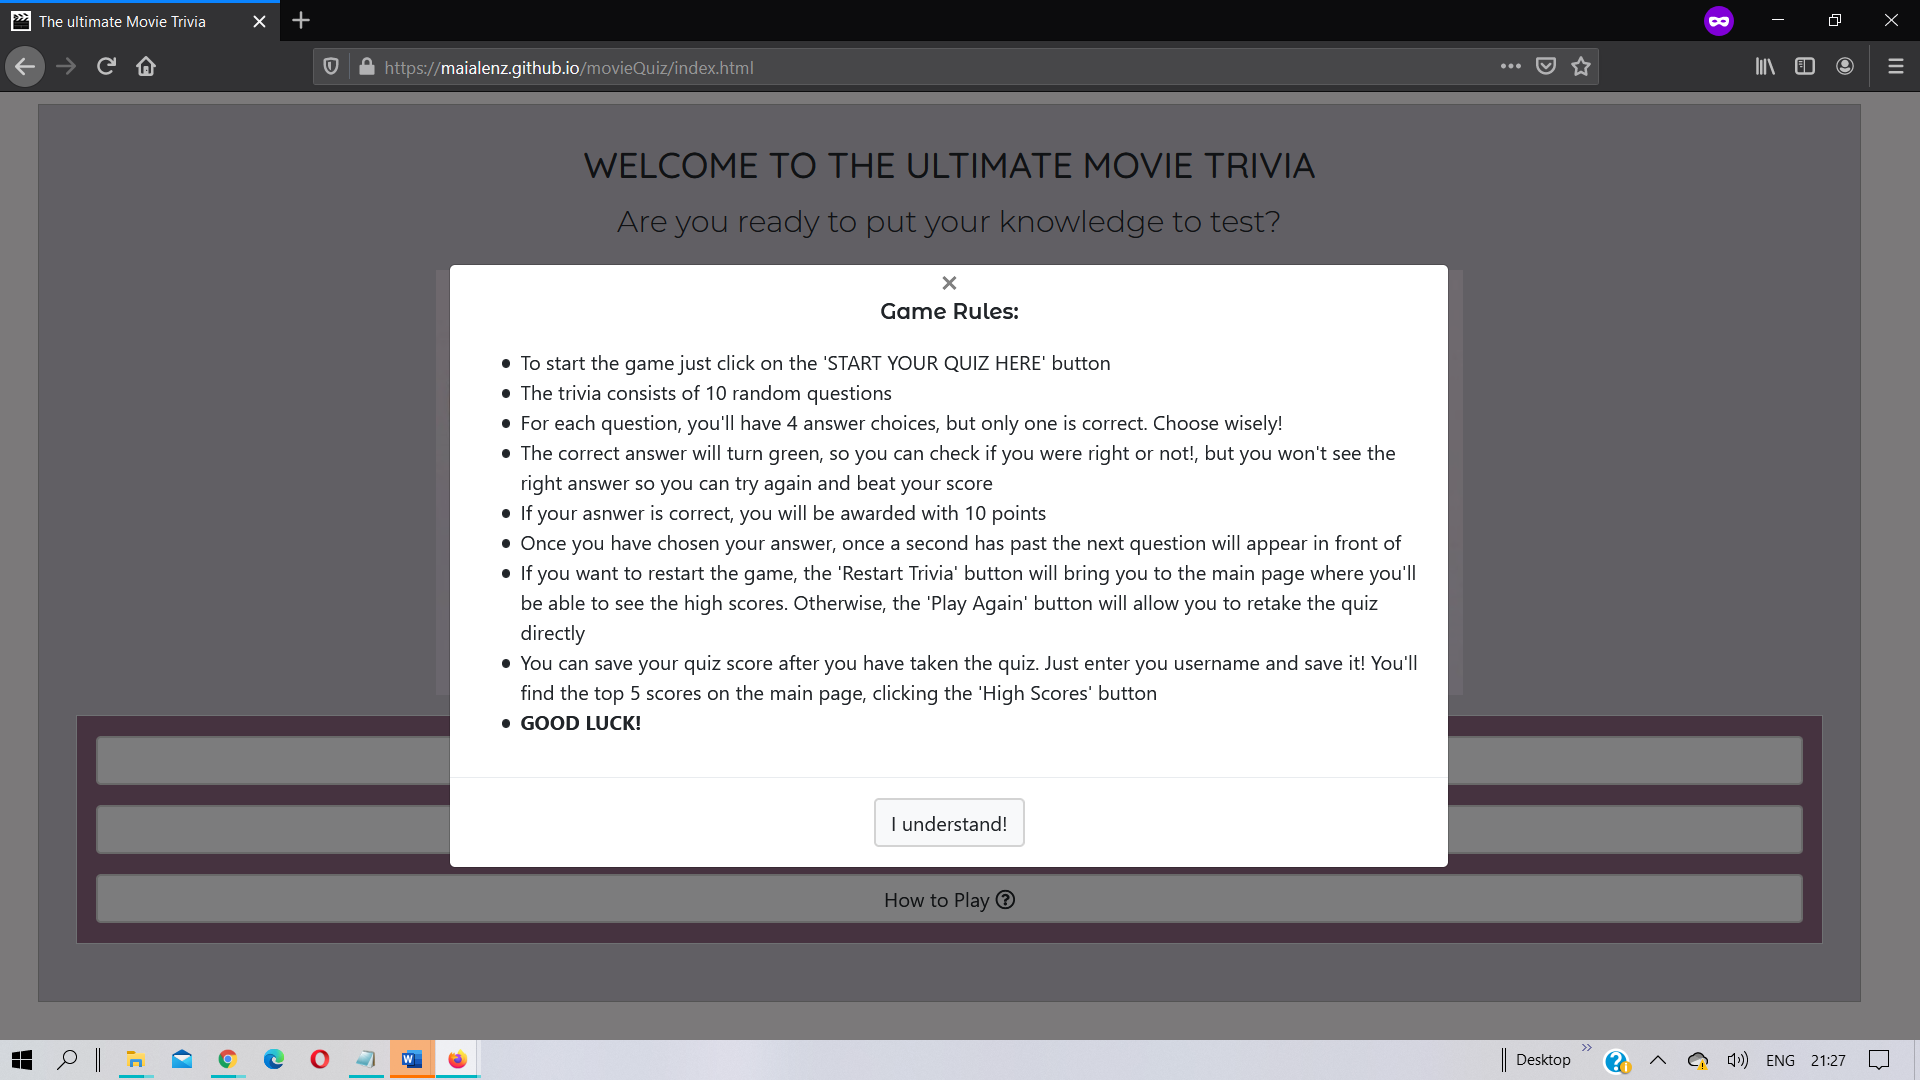 The ultimate Movie Trivia
https://maialenz.github.io/movieQuiz/index.html
WELCOME TO THE ULTIMATE MOVIE TRIVIA
Are you ready to put your knowledge to test?
Game Rules:
To start the game just click on the 'START YOUR QUIZ HERE' button
The trivia consists of 10 random questions
For each question, you'll have 4 answer choices, but only one is correct. Choose wisely!
The correct answer will turn green, so you can check if you were right or not!, but you won't see the
right answer so you can try again and beat your score
If your asnwer is correct, you will be awarded with 10 points
Once you have chosen your answer, once a second has past the next question will appear in front of
If you want to restart the game, the 'Restart Trivia' button will bring you to the main page where you'll
be able to see the high scores. Otherwise, the 'Play Again' button will allow you to retake the quiz
directly
You can save your quiz score after you have taken the quiz. Just enter you username and save it! You'll
find the top 5 scores on the main page, clicking the 'High Scores' button
GOOD LUCK!
I understand!
How to Play
Desktop
ENG
21:27